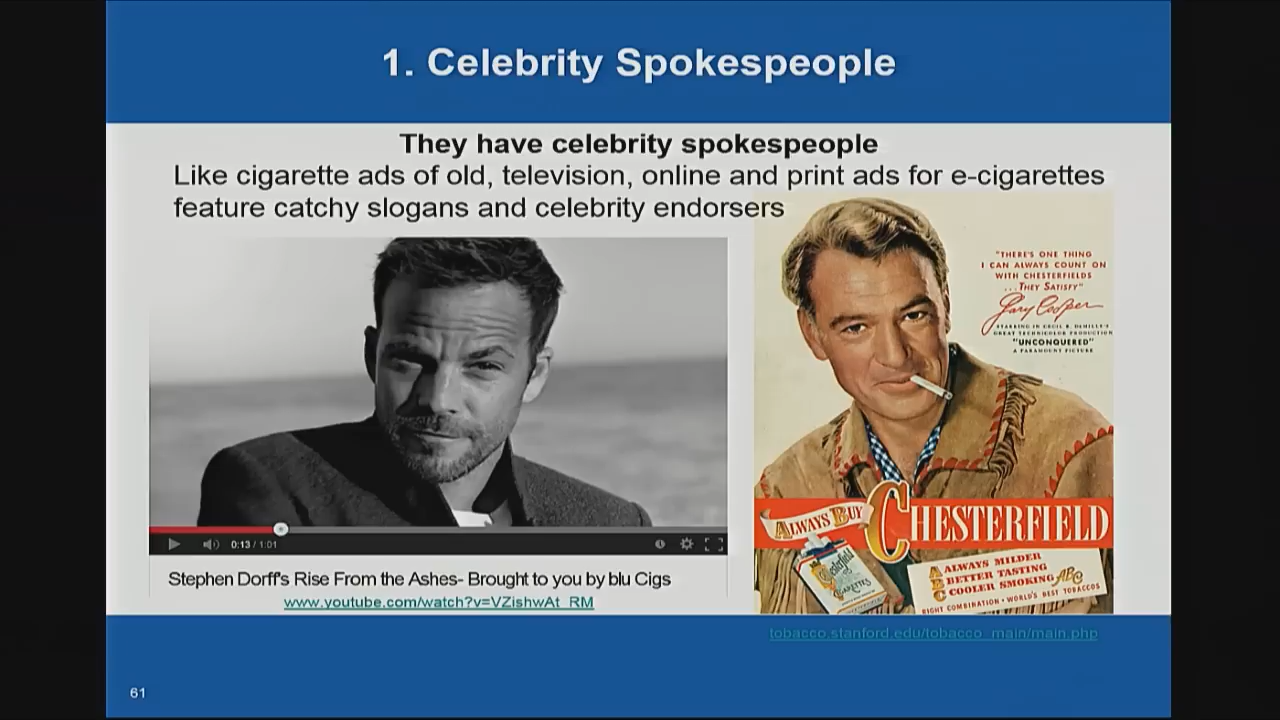 1. Celebrity Spokespeople
They have celebrity spokespeople
Like cigarette ads of old, television, online and print ads for e-cigarettes
feature catchy slogans and celebrity endorsers
"THERE'S ONE THING
I CAN ALWAYS COUNT ON
WITH CHESTERFIELDS
...THEY SATISFY"
Gary Cooper
STARRING IN CECIL B. DEMILLE'S
GREAT TECHNICOLOR PRODUCTION
"UNCONQUERED"
A PARAMOUNT PICTURE
ALWAYS BUY CHESTERFIELD
Chesterfield
CIGARETTES
ALWAYS MILDER
BETTER TASTING
COOLER SMOKING ABC
RIGHT COMBINATION • WORLD'S BEST TOBACCOS
0:13 / 1:01
Stephen Dorff's Rise From the Ashes- Brought to you by blu Cigs
www.youtube.com/watch?v=VZishwAt_RM
tobacco.stanford.edu/tobacco_main/main.php
61